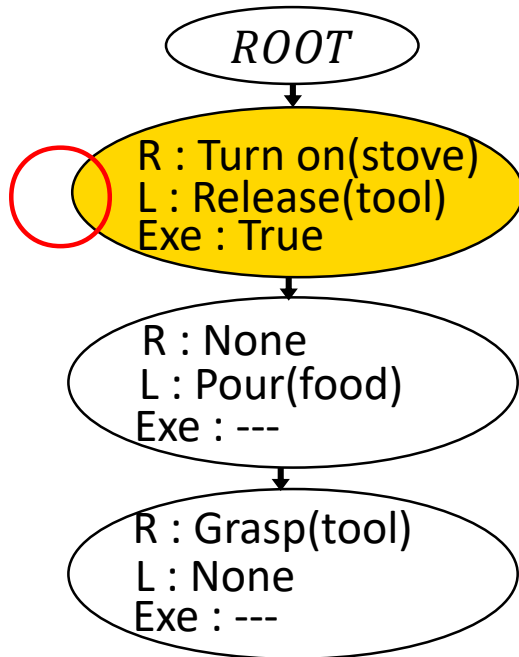 ROOT
R : Turn on(stove)
L : Release(tool)
Exe : True
R : None
L : Pour(food)
Exe : ---
R : Grasp(tool)
L : None
Exe : ---